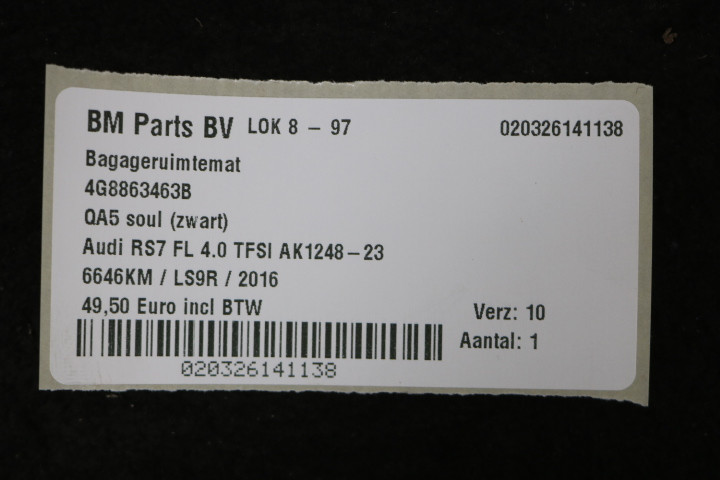 BM Parts BV LOK 8 – 97 020326141138
Bagageruimtemat
4G8863463B
QA5 soul (zwart)
Audi RS7 FL 4.0 TFSI AK1248–23
6646KM / LS9R / 2016
49,50 Euro incl BTW Verz: 10
Aantal: 1
020326141138